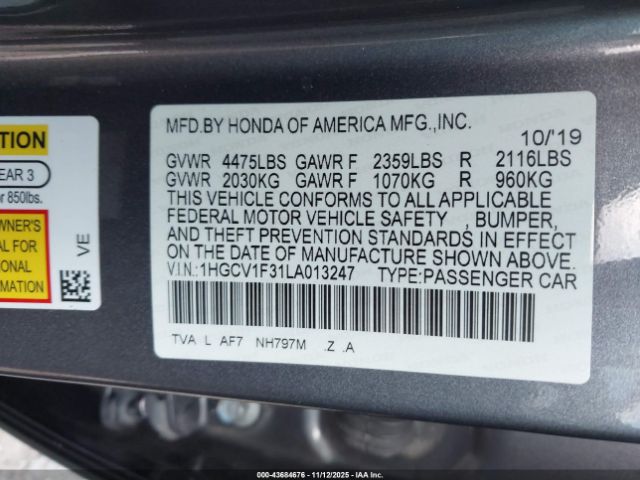 MFD.BY HONDA OF AMERICA MFG.,INC.
10/'19
GVWR 4475LBS GAWR F 2359LBS R 2116LBS
GVWR 2030KG GAWR F 1070KG R 960KG
THIS VEHICLE CONFORMS TO ALL APPLICABLE
FEDERAL MOTOR VEHICLE SAFETY , BUMPER,
AND THEFT PREVENTION STANDARDS IN EFFECT
ON THE DATE OF MANUFACTURE SHOWN ABOVE.
V.I.N.:1HGCV1F31LA013247 TYPE:PASSENGER CAR
TVA L AF7 NH797M .Z .A
TION
EAR 3
r 850lbs.
WNER'S
AL FOR
IONAL
RMATION
VE
000-43684676 - 11/12/2025 - IAA, Inc.